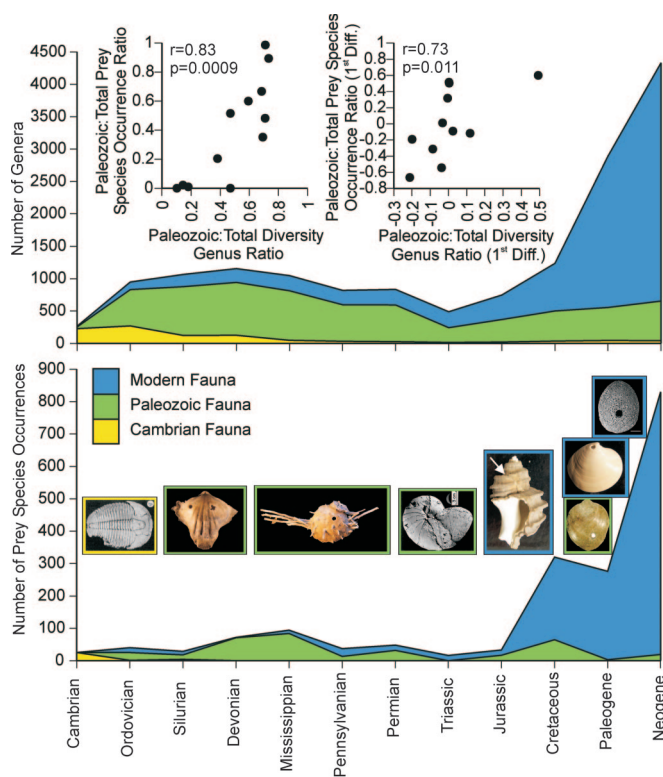 4500
4000
3500
3000
2500
2000
1500
1000
500
0
Number of Genera
r=0.83
p=0.0009
1
0.8
0.6
0.4
0.2
0
0
0.2
0.4
0.6
0.8
1
Paleozoic:Total Prey
Species Occurrence Ratio
Paleozoic:Total Diversity
Genus Ratio
r=0.73
p=0.011
1
0.8
0.6
0.4
0.2
0
-0.2
-0.4
-0.6
-0.8
-0.3
-0.2
-0.1
0
0.1
0.2
0.3
0.4
0.5
Paleozoic:Total Prey Species
Occurrence Ratio (1st Diff.)
Paleozoic:Total Diversity
Genus Ratio (1st Diff.)
900
800
700
600
500
400
300
200
100
0
Number of Prey Species Occurrences
Modern Fauna
Paleozoic Fauna
Cambrian Fauna
Cambrian
Ordovician
Silurian
Devonian
Mississippian
Pennsylvanian
Permian
Triassic
Jurassic
Cretaceous
Paleogene
Neogene